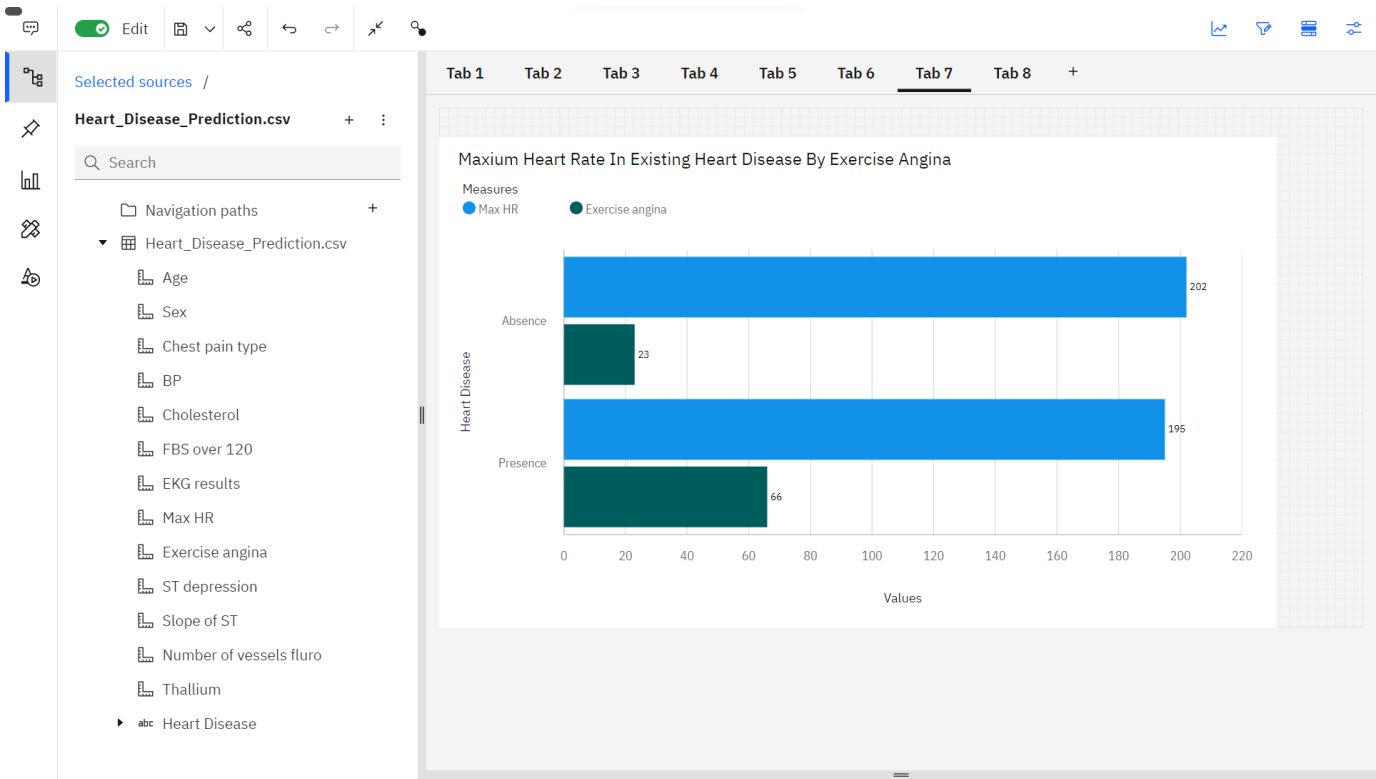 Edit
Selected sources /
Heart_Disease_Prediction.csv
Search
Navigation paths
Heart_Disease_Prediction.csv
Age
Sex
Chest pain type
BP
Cholesterol
FBS over 120
EKG results
Max HR
Exercise angina
ST depression
Slope of ST
Number of vessels fluro
Thallium
abc Heart Disease
Tab 1 Tab 2 Tab 3 Tab 4 Tab 5 Tab 6 Tab 7 Tab 8 +
Maxium Heart Rate In Existing Heart Disease By Exercise Angina
Measures
Max HR Exercise angina
202
Absence
23
Heart Disease
195
Presence
66
0 20 40 60 80 100 120 140 160 180 200 220
Values